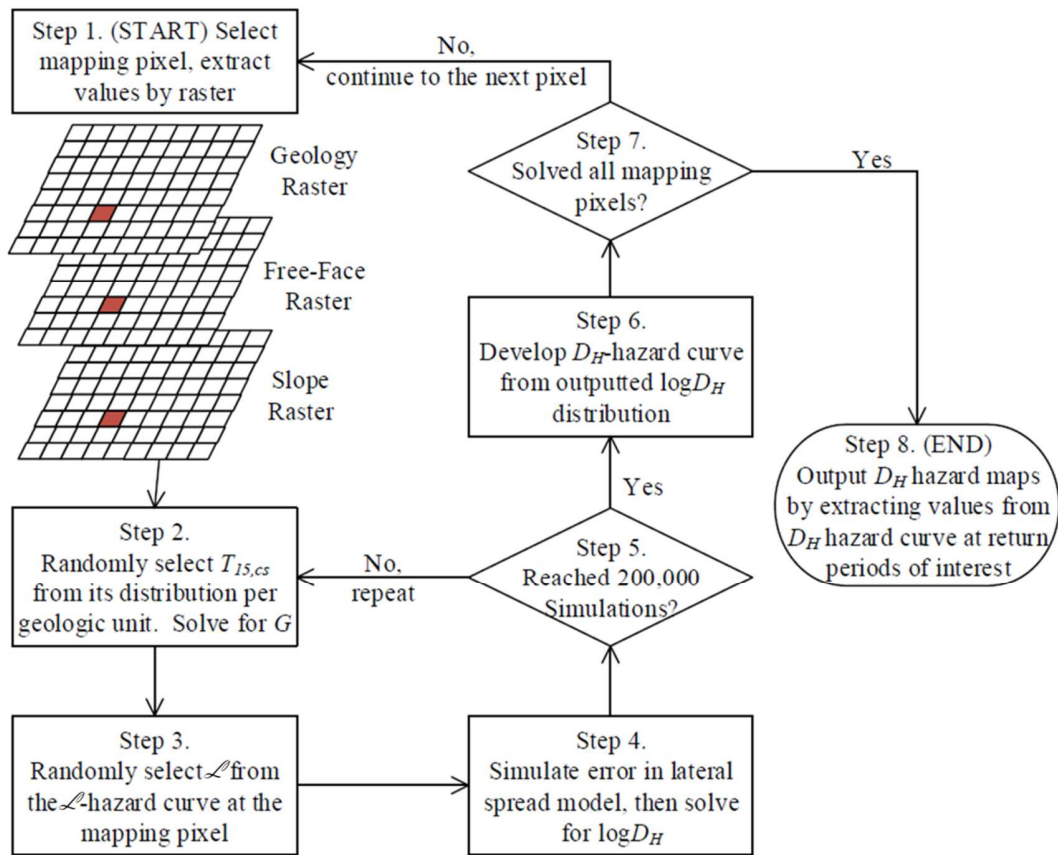 Step 1. (START) Select
mapping pixel, extract
values by raster
Geology
Raster
Free-Face
Raster
Slope
Raster
Step 2.
Randomly select T15,cs
from its distribution per
geologic unit. Solve for G
Step 3.
Randomly select ℒ from
the ℒ-hazard curve at the
mapping pixel
Step 4.
Simulate error in lateral
spread model, then solve
for logDH
Step 5.
Reached 200,000
Simulations?
No,
repeat
Yes
Step 6.
Develop DH-hazard curve
from outputted logDH
distribution
Step 7.
Solved all mapping
pixels?
No,
continue to the next pixel
Yes
Step 8. (END)
Output DH hazard maps
by extracting values from
DH hazard curve at return
periods of interest